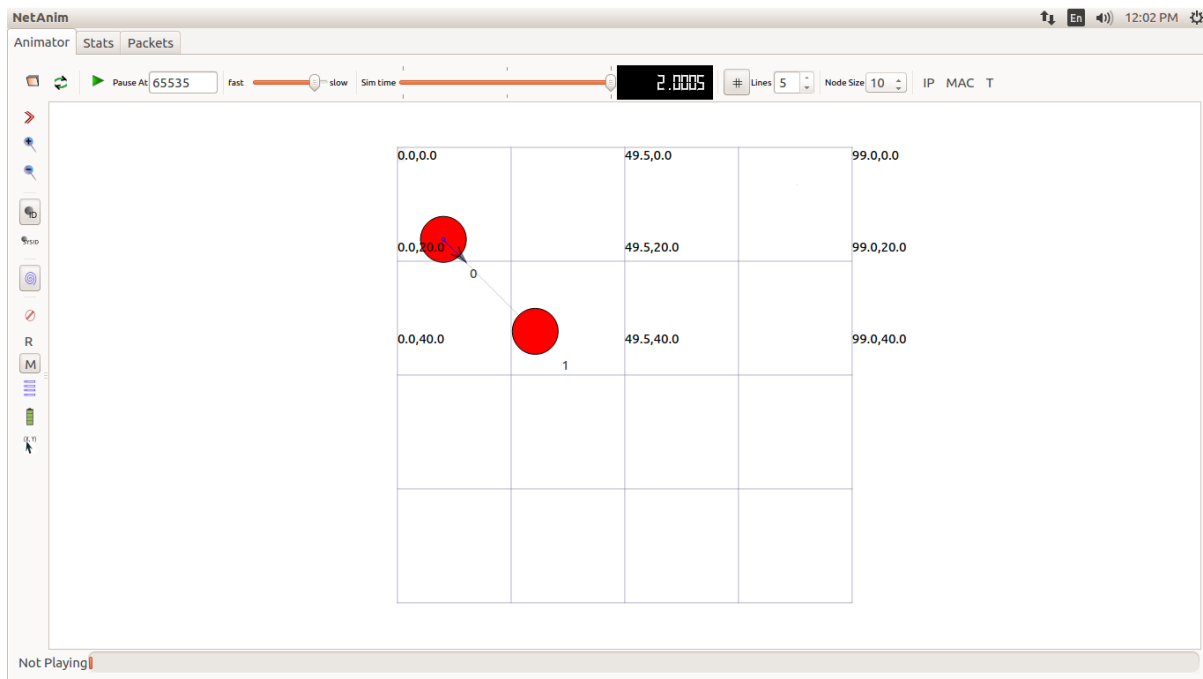 NetAnim En 12:02 PM
Animator Stats Packets
Pause At 65535 fast slow Sim time 2.0005 # Lines 5 Node Size 10 IP MAC T
ID
SYSID
R
M
(X, Y)
0.0,0.0 49.5,0.0 99.0,0.0
0.0,20.0 49.5,20.0 99.0,20.0
0
0.0,40.0 49.5,40.0 99.0,40.0
1
Not Playing